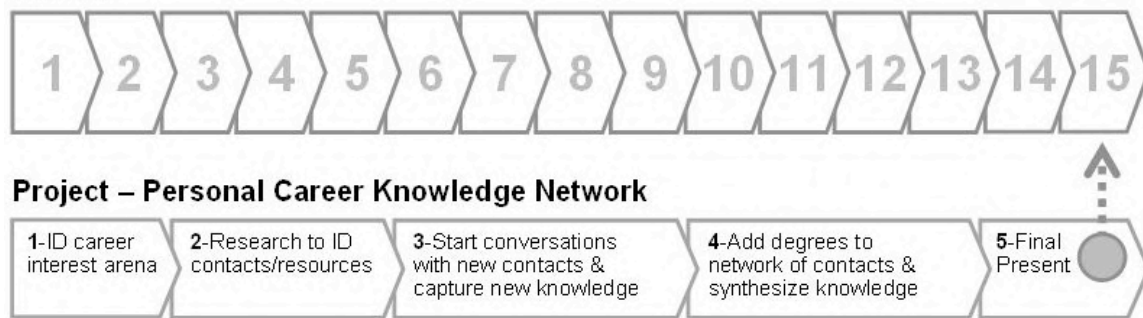 1 2 3 4 5 6 7 8 9 10 11 12 13 14 15
Project – Personal Career Knowledge Network
1-ID career
interest arena
2-Research to ID
contacts/resources
3-Start conversations
with new contacts &
capture new knowledge
4-Add degrees to
network of contacts &
synthesize knowledge
5-Final
Present